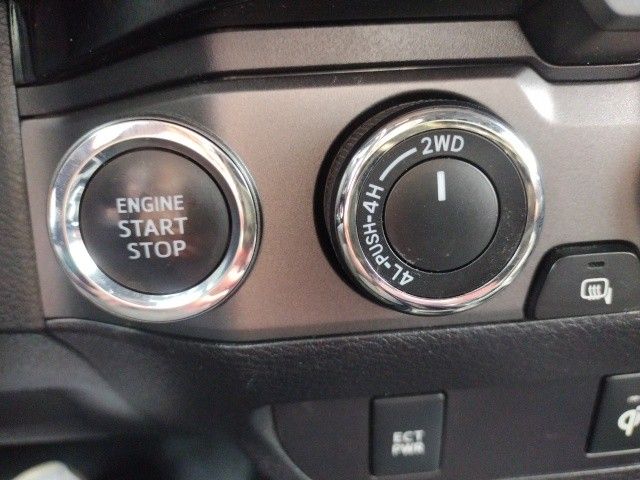 ENGINE
START
STOP
2WD
4L-PUSH-4H
ECT
PWR